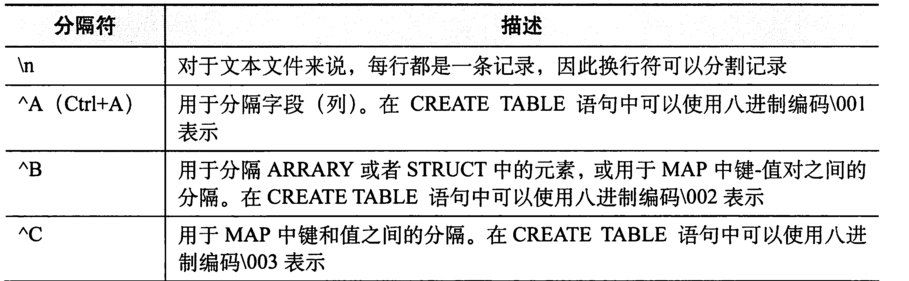 分隔符 描述
\n 对于文本文件来说，每行都是一条记录，因此换行符可以分割记录
^A（Ctrl+A） 用于分隔字段（列）。在 CREATE TABLE 语句中可以使用八进制编码\001
表示
^B 用于分隔 ARRARY 或者 STRUCT 中的元素，或用于 MAP 中键-值对之间的
分隔。在 CREATE TABLE 语句中可以使用八进制编码\002 表示
^C 用于 MAP 中键和值之间的分隔。在 CREATE TABLE 语句中可以使用八进
制编码\003 表示